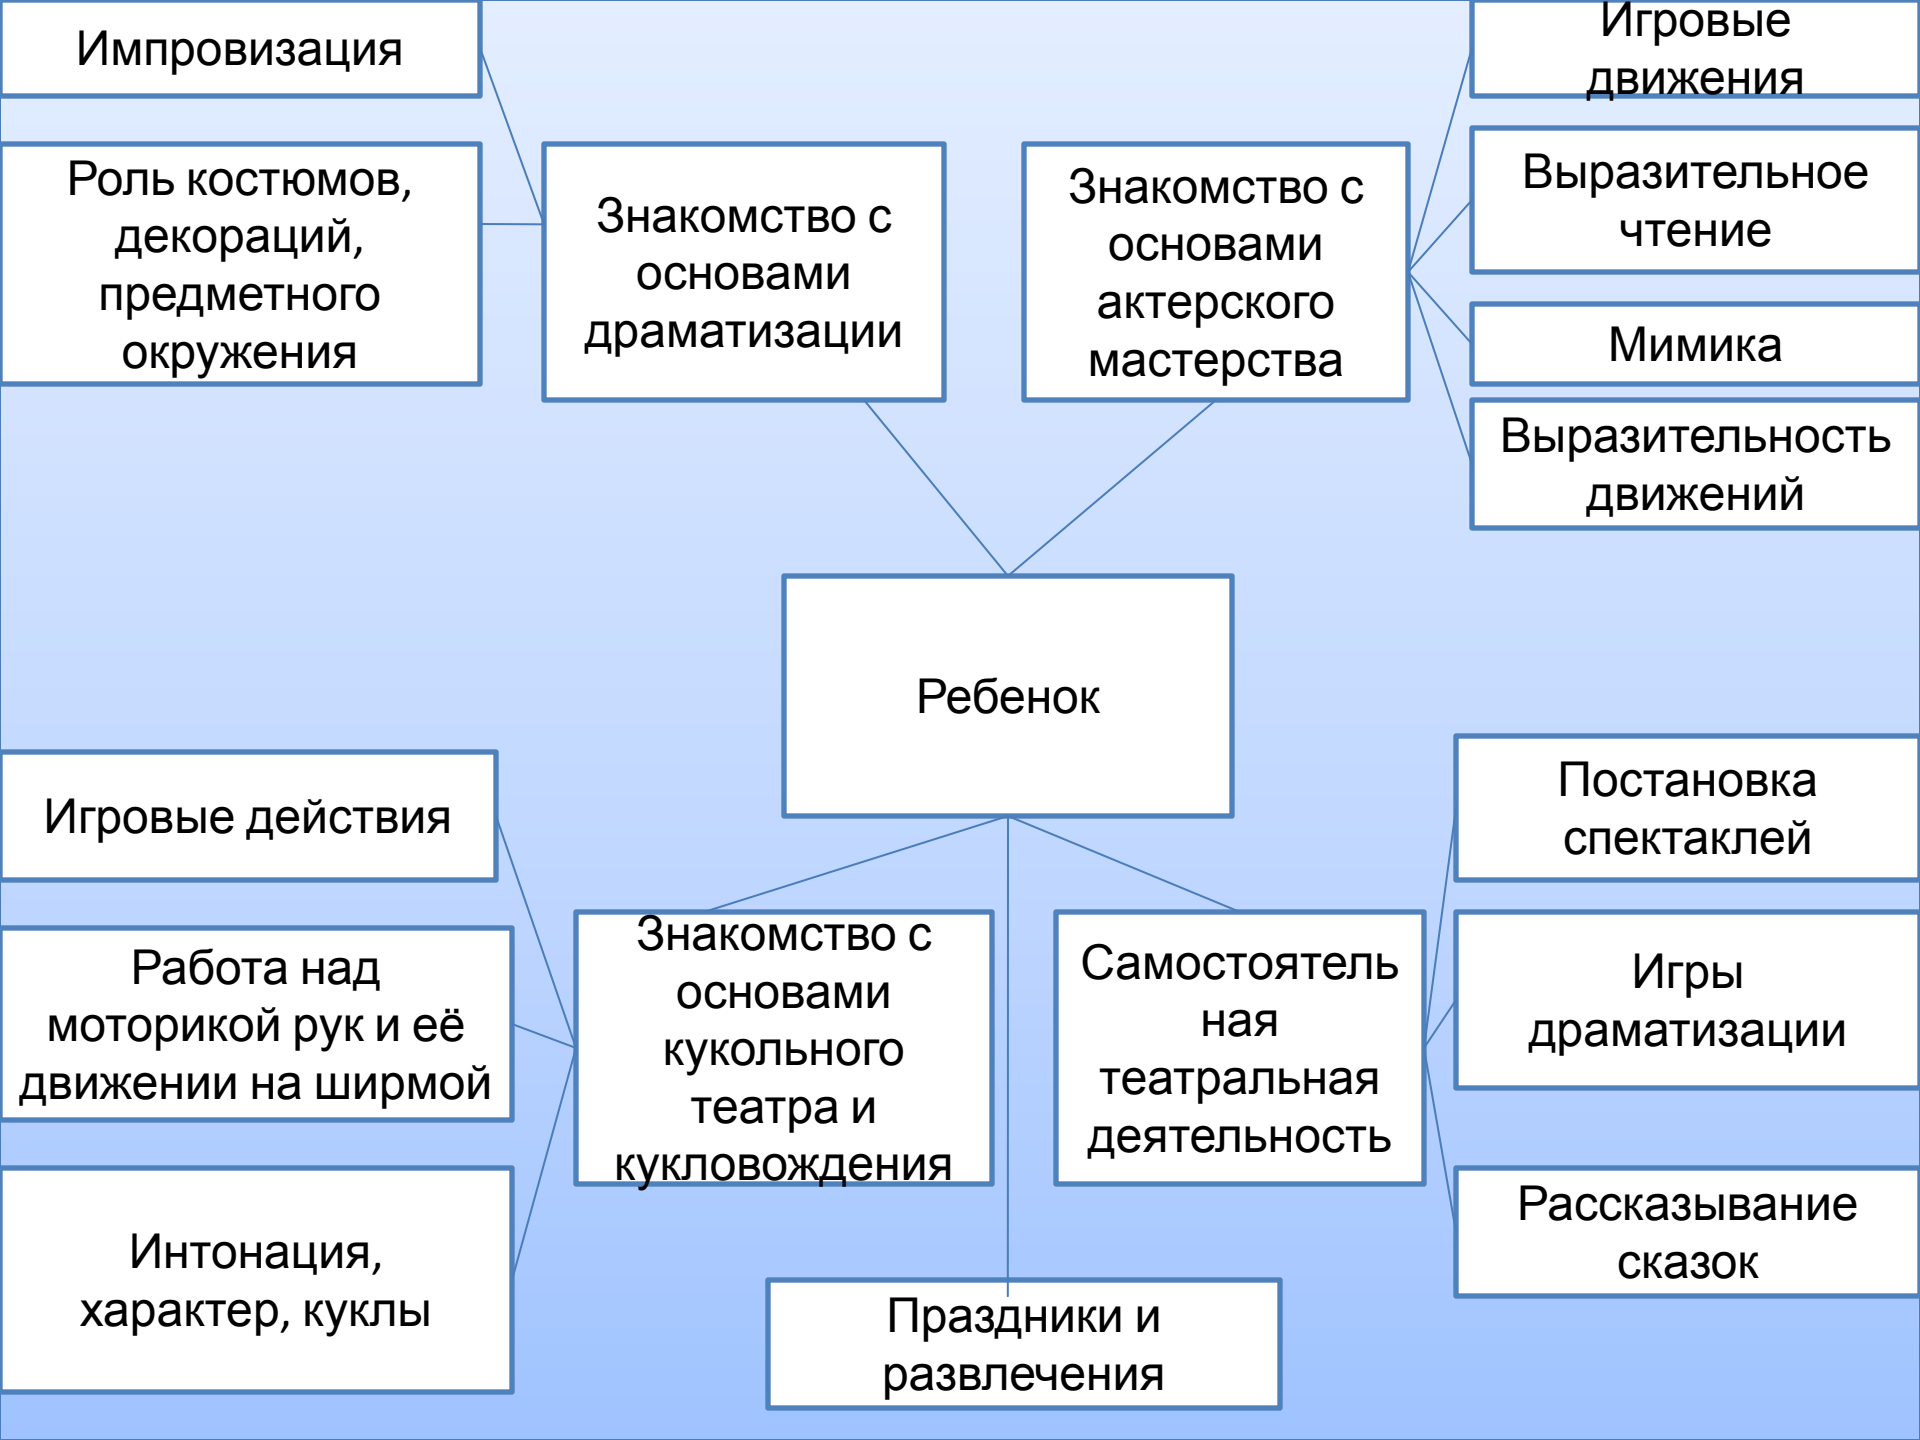 Импровизация
Роль костюмов,
декораций,
предметного
окружения
Знакомство с
основами
драматизации
Знакомство с
основами
актерского
мастерства
Игровые
движения
Выразительное
чтение
Мимика
Выразительность
движений
Ребенок
Игровые действия
Работа над
моторикой рук и её
движении на ширмой
Интонация,
характер, куклы
Знакомство с
основами
кукольного
театра и
кукловождения
Самостоятель
ная
театральная
деятельность
Постановка
спектаклей
Игры
драматизации
Рассказывание
сказок
Праздники и
развлечения